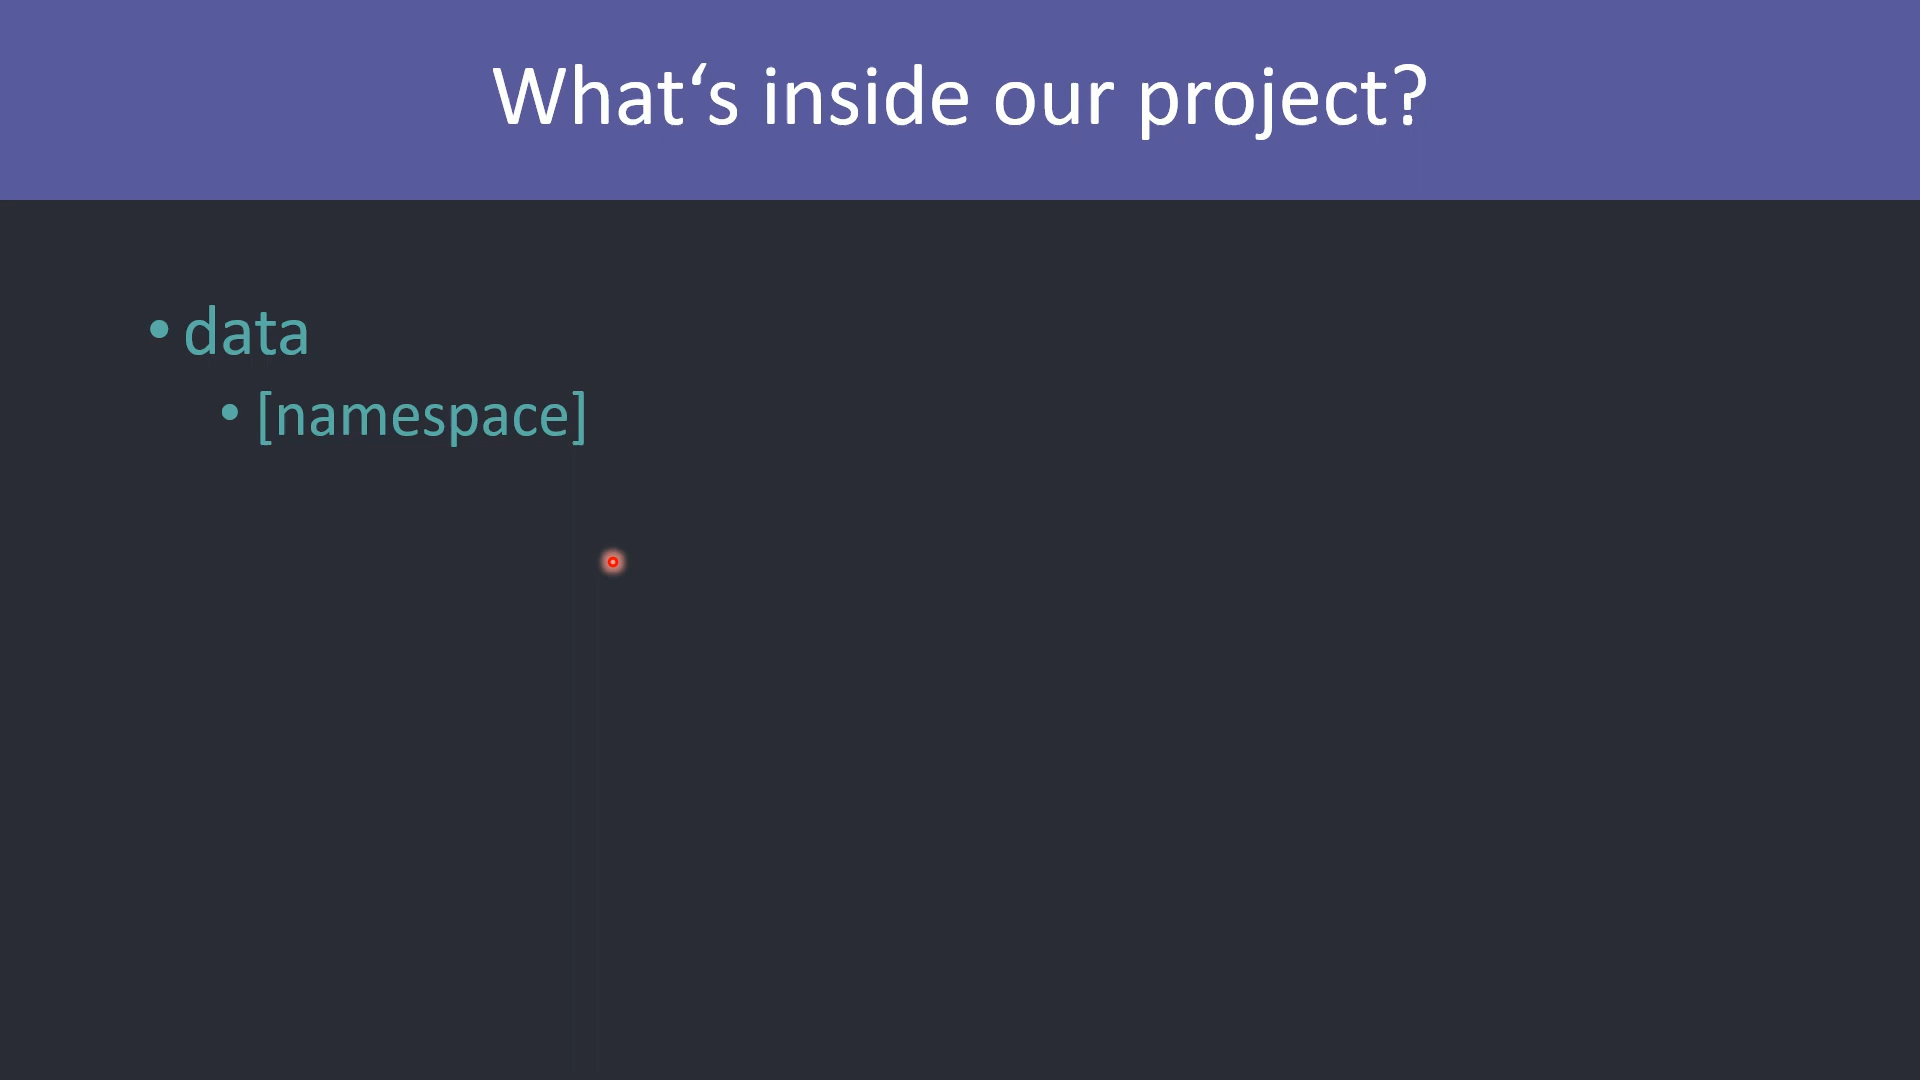 What‘s inside our project?
• data
• [namespace]